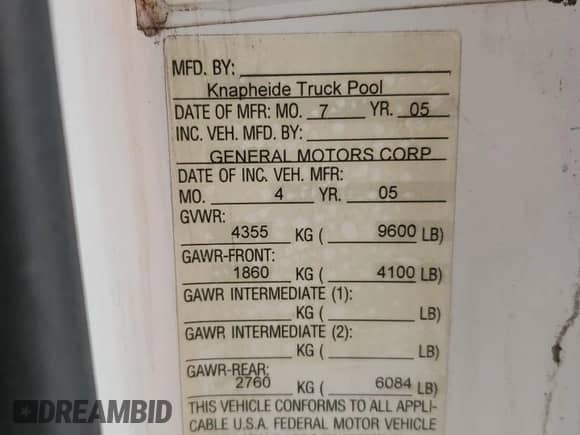 MFD. BY:
Knapheide Truck Pool
DATE OF MFR: MO. 7 YR. 05
INC. VEH. MFD. BY:
GENERAL MOTORS CORP
DATE OF INC. VEH. MFR:
MO. 4 YR. 05
GVWR:
4355 KG ( 9600 LB)
GAWR-FRONT:
1860 KG ( 4100 LB)
GAWR INTERMEDIATE (1):
KG ( LB)
GAWR INTERMEDIATE (2):
KG ( LB)
GAWR-REAR:
2760 KG ( 6084 LB)
THIS VEHICLE CONFORMS TO ALL APPLI-
CABLE U.S.A. FEDERAL MOTOR VEHICLE
DREAMBID